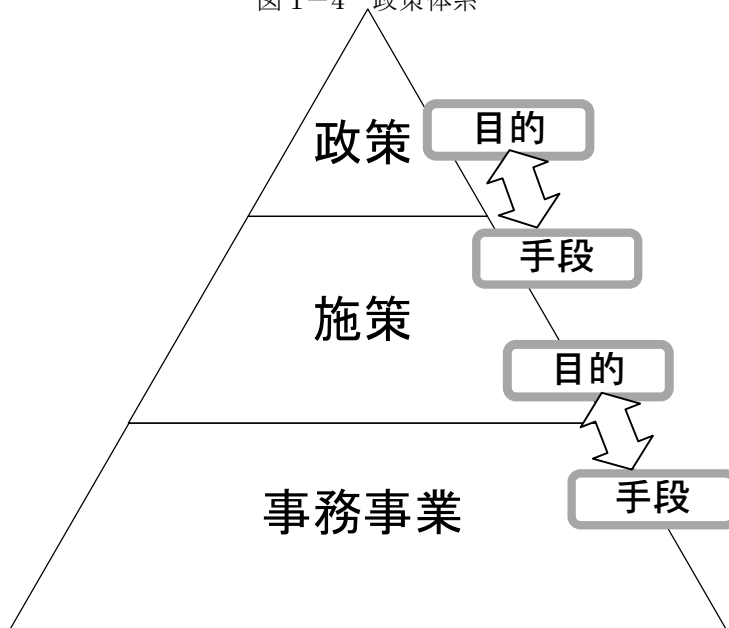 図1-4 政策体系
政策
目的
手段
施策
目的
手段
事務事業